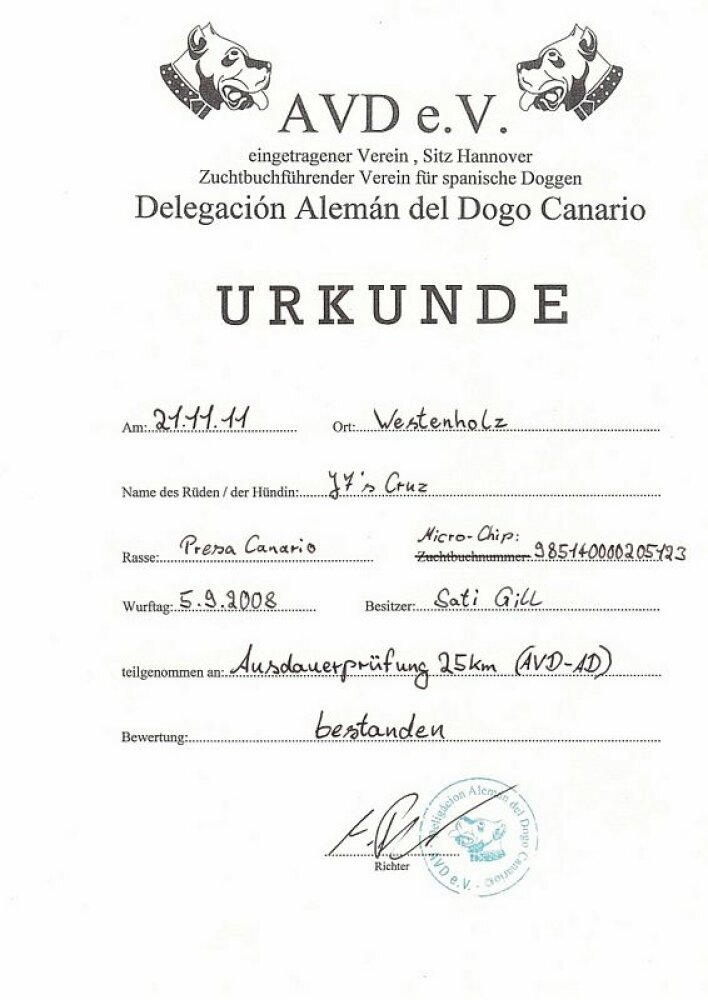 AVD e.V.
eingetragener Verein , Sitz Hannover
Zuchtbuchführender Verein für spanische Doggen
Delegación Alemán del Dogo Canario
URKUNDE
Am: 21.11.11 Ort: Westenholz
Name des Rüden / der Hündin: J7's Cruz
Micro-Chip:
Rasse: Presa Canario Zuchtbuchnummer: 985140000205123
Wurftag: 5.9.2008 Besitzer: Sati Gill
teilgenommen an: Ausdauerprüfung 25km (AVD-AD)
Bewertung: bestanden
Richter
Deligación Alemán del Dogo Canario
AVD e.V.